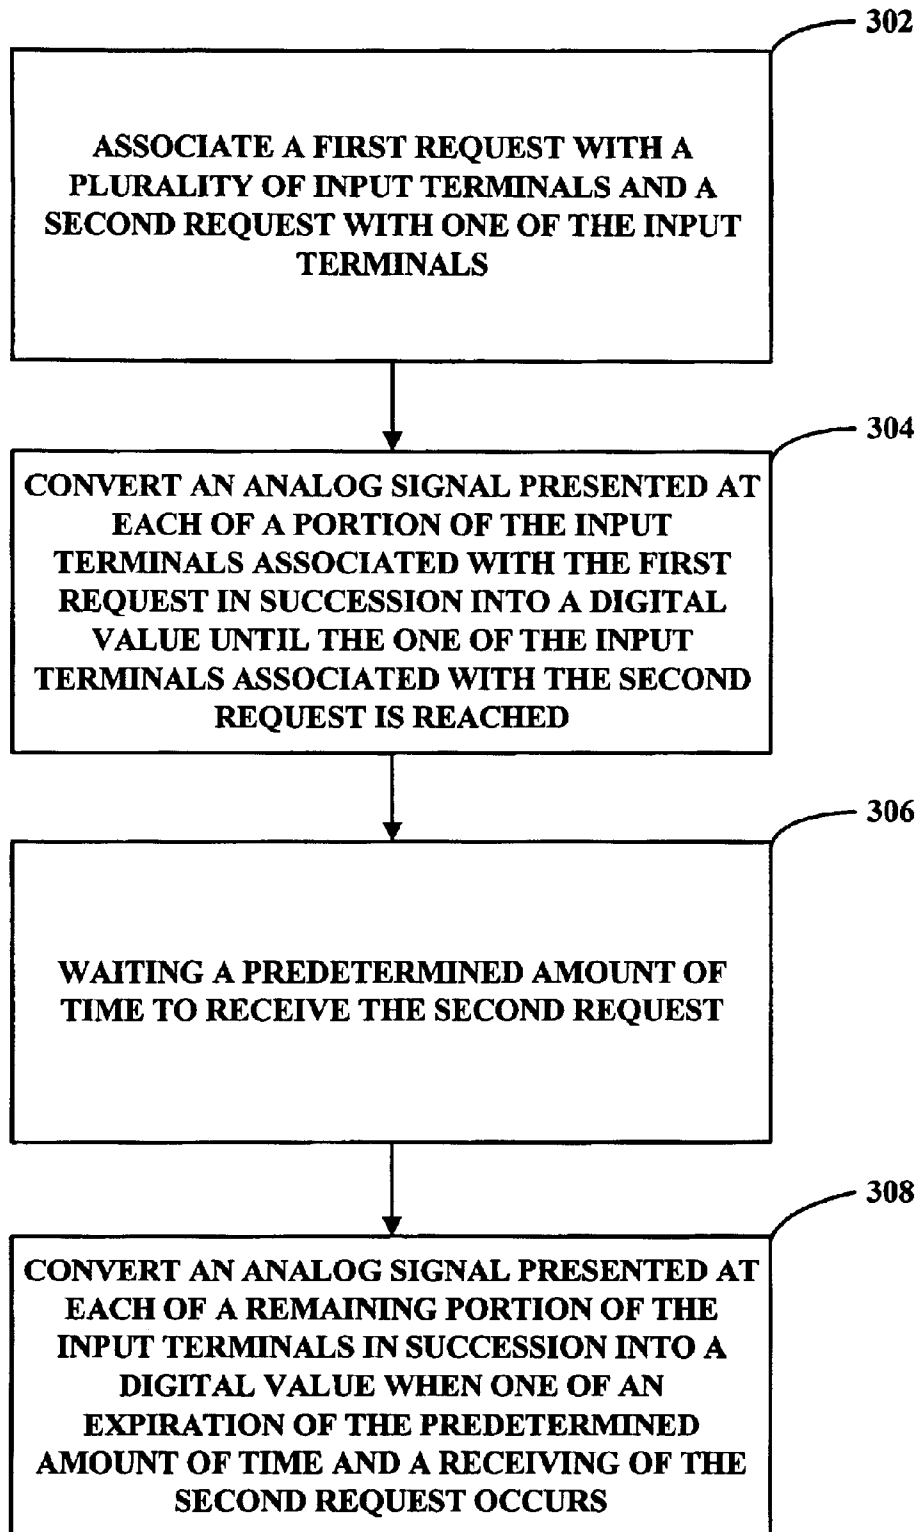 302
ASSOCIATE A FIRST REQUEST WITH A
PLURALITY OF INPUT TERMINALS AND A
SECOND REQUEST WITH ONE OF THE INPUT
TERMINALS
304
CONVERT AN ANALOG SIGNAL PRESENTED AT
EACH OF A PORTION OF THE INPUT
TERMINALS ASSOCIATED WITH THE FIRST
REQUEST IN SUCCESSION INTO A DIGITAL
VALUE UNTIL THE ONE OF THE INPUT
TERMINALS ASSOCIATED WITH THE SECOND
REQUEST IS REACHED
306
WAITING A PREDETERMINED AMOUNT OF
TIME TO RECEIVE THE SECOND REQUEST
308
CONVERT AN ANALOG SIGNAL PRESENTED AT
EACH OF A REMAINING PORTION OF THE
INPUT TERMINALS IN SUCCESSION INTO A
DIGITAL VALUE WHEN ONE OF AN
EXPIRATION OF THE PREDETERMINED
AMOUNT OF TIME AND A RECEIVING OF THE
SECOND REQUEST OCCURS